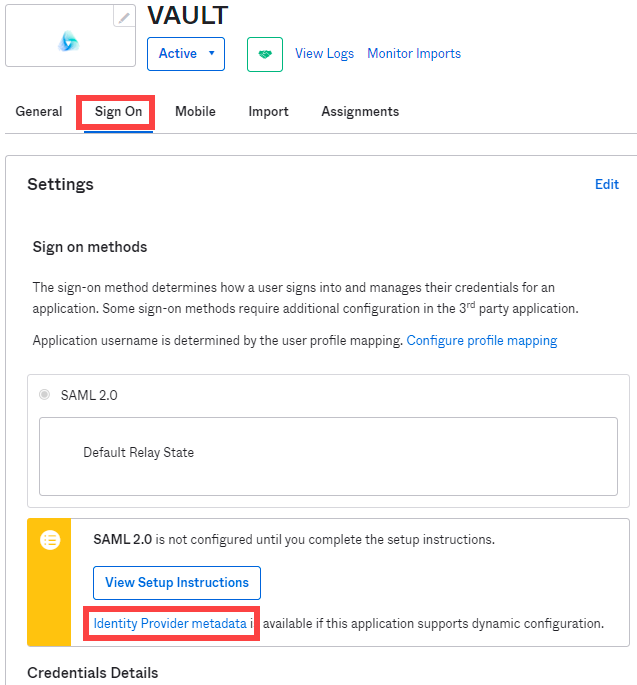 VAULT
Active
View Logs
Monitor Imports
General
Sign On
Mobile
Import
Assignments
Settings
Edit
Sign on methods
The sign-on method determines how a user signs into and manages their credentials for an
application. Some sign-on methods require additional configuration in the 3rd party application.
Application username is determined by the user profile mapping. Configure profile mapping
SAML 2.0
Default Relay State
SAML 2.0 is not configured until you complete the setup instructions.
View Setup Instructions
Identity Provider metadata is available if this application supports dynamic configuration.
Credentials Details